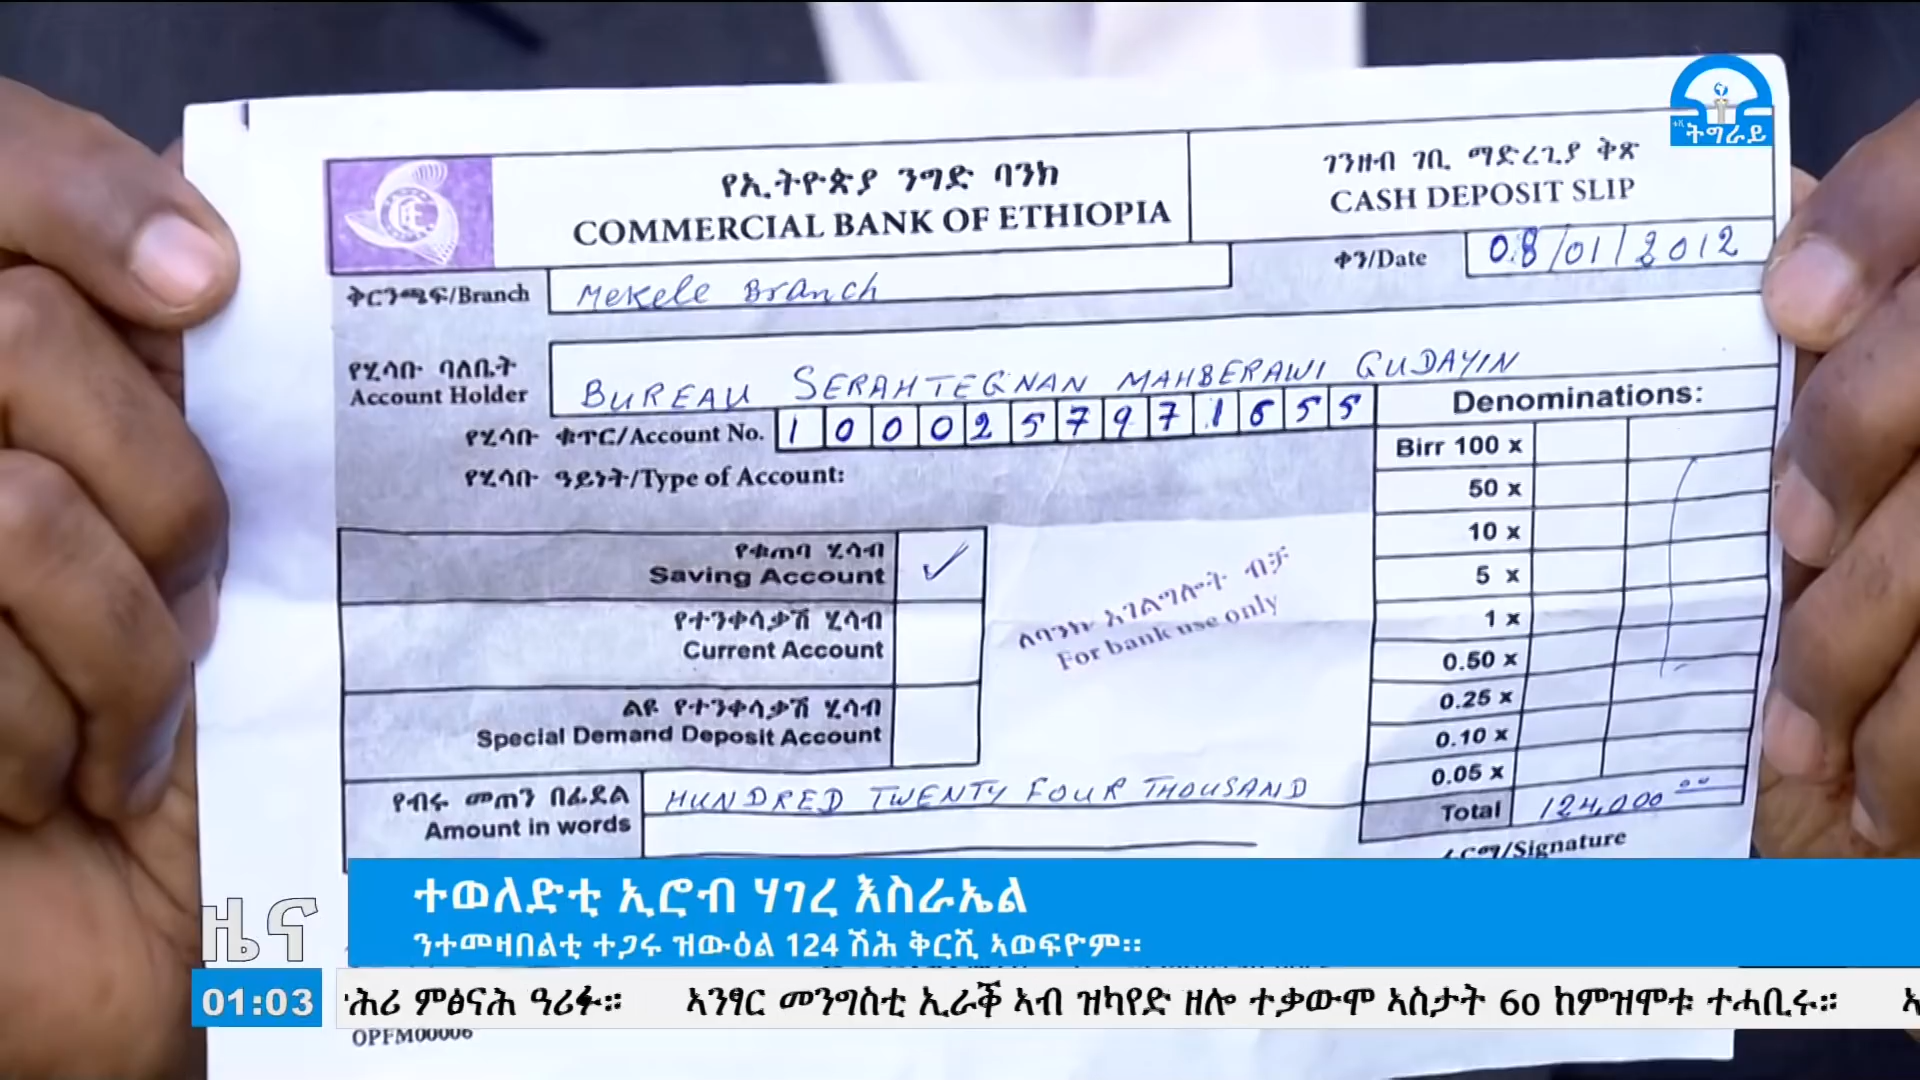 ትግራይ
የኢትዮጵያ ንግድ ባንክ
COMMERCIAL BANK OF ETHIOPIA
ገንዘብ ገቢ ማድረጊያ ቅጽ
CASH DEPOSIT SLIP
ቀን/Date 08/01/2012
ቅርንጫፍ/Branch Mekele Branch
የሂሳቡ ባለቤት
Account Holder BUREAU SERAHTEGNAN MAHBERAWI GUDAYIN
የሂሳቡ ቁጥር/Account No. 1000257971655
የሂሳቡ ዓይነት/Type of Account:
የቁጠባ ሂሳብ
Saving Account ✓
የተንቀሳቃሽ ሂሳብ
Current Account
ልዩ የተንቀሳቃሽ ሂሳብ
Special Demand Deposit Account
ለባንኩ አገልግሎት ብቻ
For bank use only
Denominations:
Birr 100 x
50 x
10 x
5 x
1 x
0.50 x
0.25 x
0.10 x
0.05 x
Total 124,000.00
የብሩ መጠን በፊደል
Amount in words HUNDRED TWENTY FOUR THOUSAND
ፊርማ/Signature
ዜና
ተወለድቲ ኢሮብ ሃገረ እስራኤል
ንተመዛበልቲ ተጋሩ ዝውዕል 124 ሽሕ ቅርሺ ኣወፍዮም።
01:03
ሕሪ ምፅናሕ ዓሪፉ። ኣንፃር መንግስቲ ኢራቕ ኣብ ዝካየድ ዘሎ ተቃውሞ ኣስታት 60 ከምዝሞቱ ተሓቢሩ።
OPFM00006